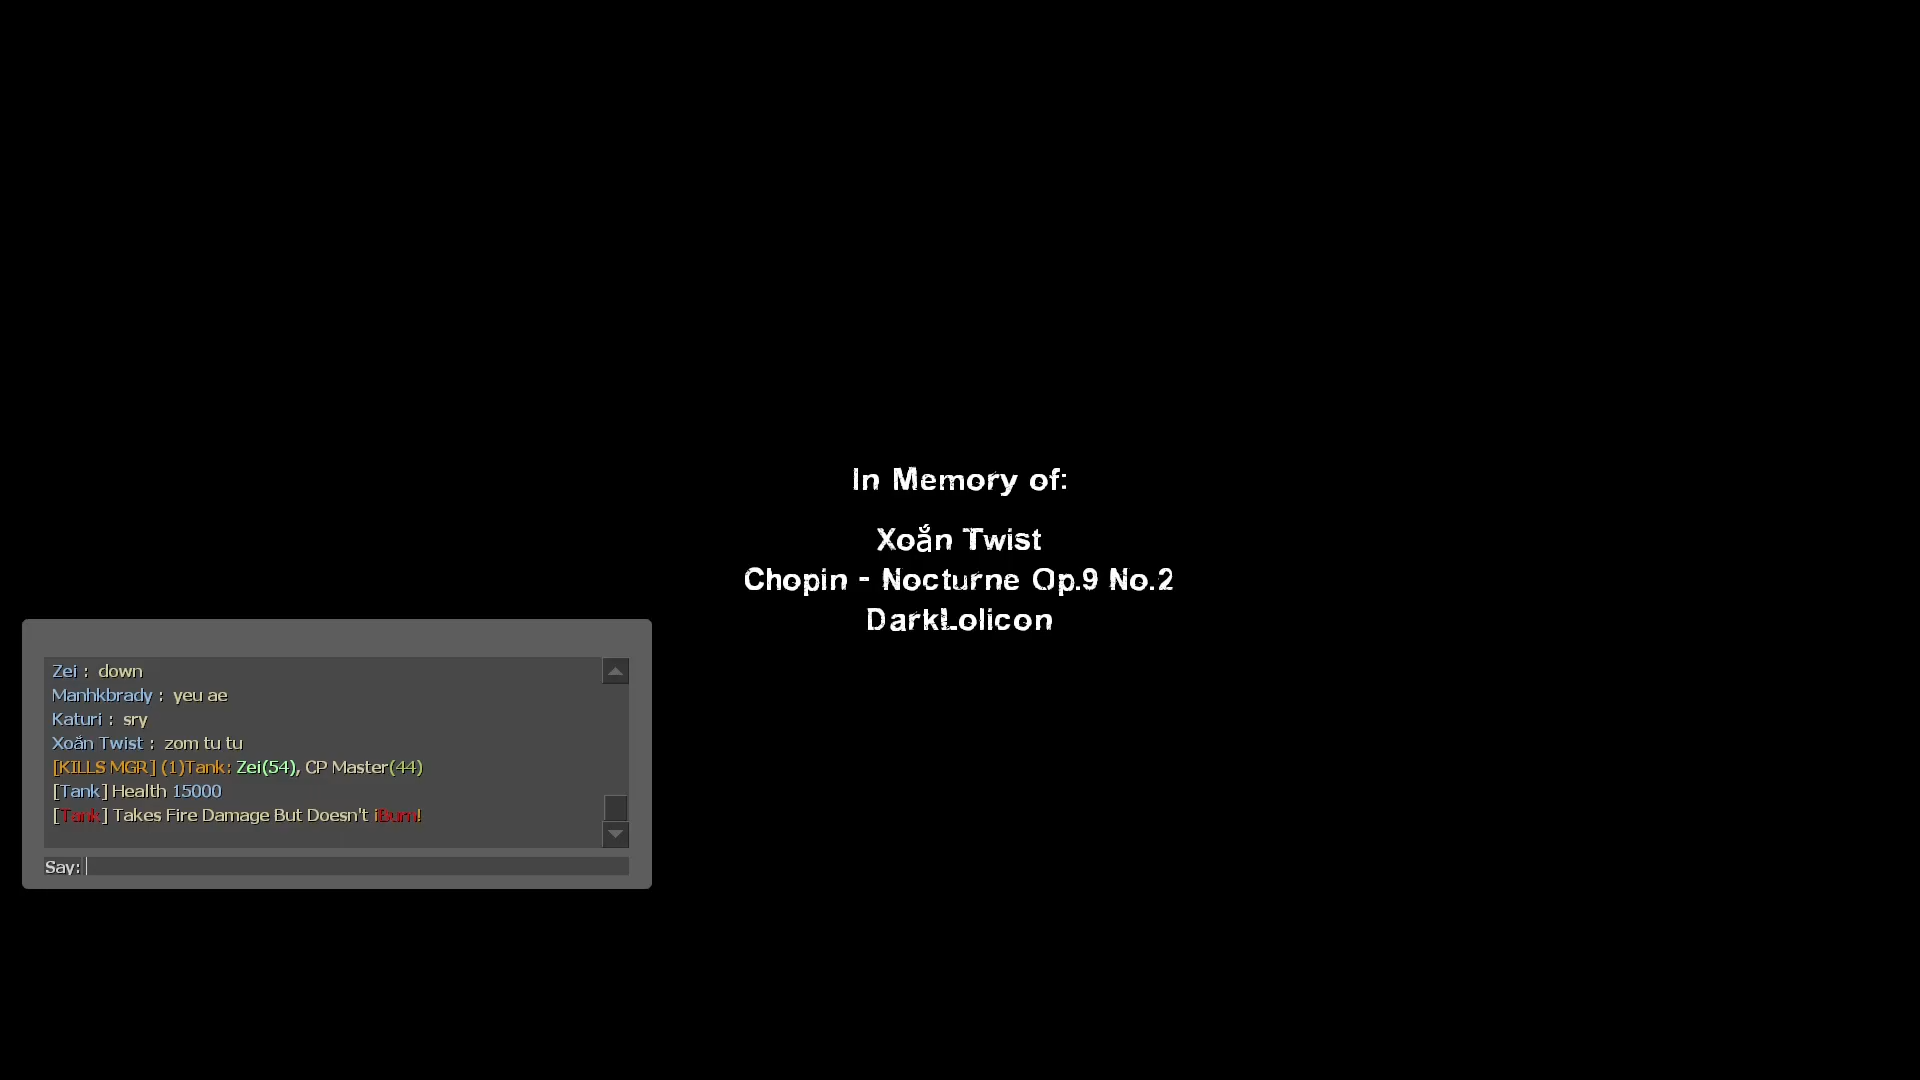 In Memory of:
Xoắn Twist
Chopin - Nocturne Op.9 No.2
DarkLolicon
Zei : down
Manhkbrady : yeu ae
Katuri : sry
Xoắn Twist : zom tu tu
[KILLS MGR] (1)Tank: Zei(54), CP Master(44)
[Tank] Health 15000
[Tank] Takes Fire Damage But Doesn't iBurn!
Say: